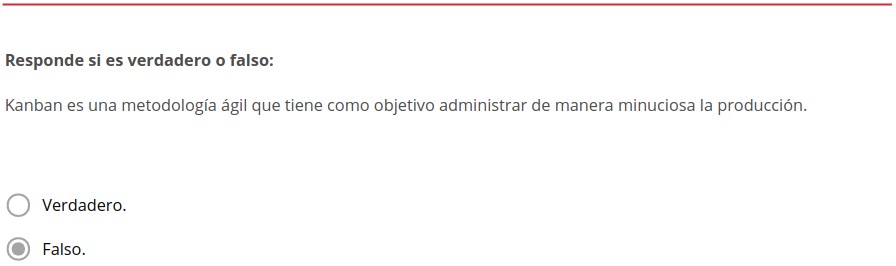 Responde si es verdadero o falso:
Kanban es una metodología ágil que tiene como objetivo administrar de manera minuciosa la producción.
Verdadero.
Falso.